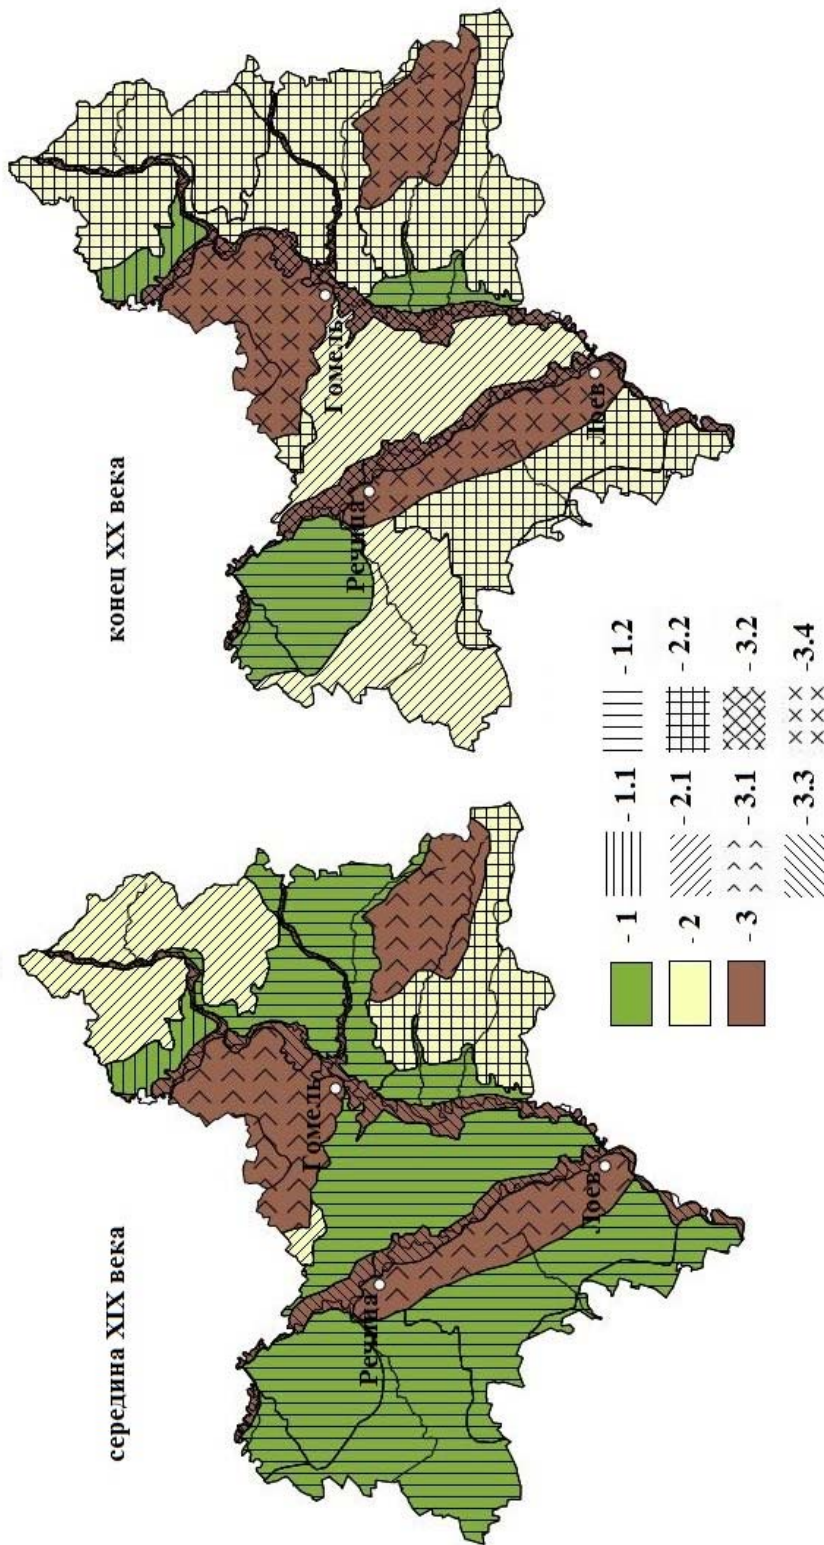 середина XIX века
конец XX века
Гомель
Речица
Лоев
Гомель
Речица
Лоев
- 1
- 1.1
- 1.2
- 2
- 2.1
- 2.2
- 3
- 3.1
- 3.2
- 3.3
- 3.4